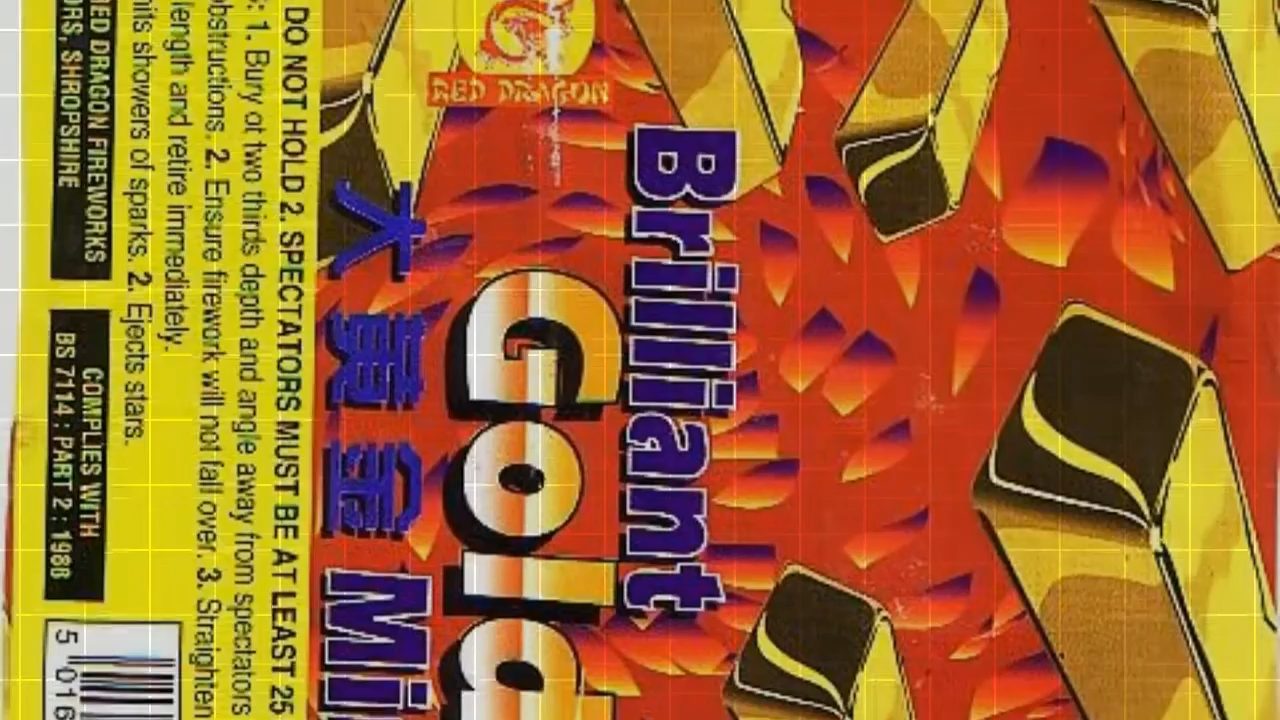 RED DRAGON
Brilliant
Gold
大黃金 Mi
DO NOT HOLD 2. SPECTATORS MUST BE AT LEAST 25
: 1. Bury at two thirds depth and angle away from spectators
obstructions. 2. Ensure firework will not fall over. 3. Straighten
length and retire immediately.
its showers of sparks. 2. Ejects stars.
RED DRAGON FIREWORKS
ORS, SHROPSHIRE
COMPLIES WITH
BS 7114 : PART 2 : 1988
5 016